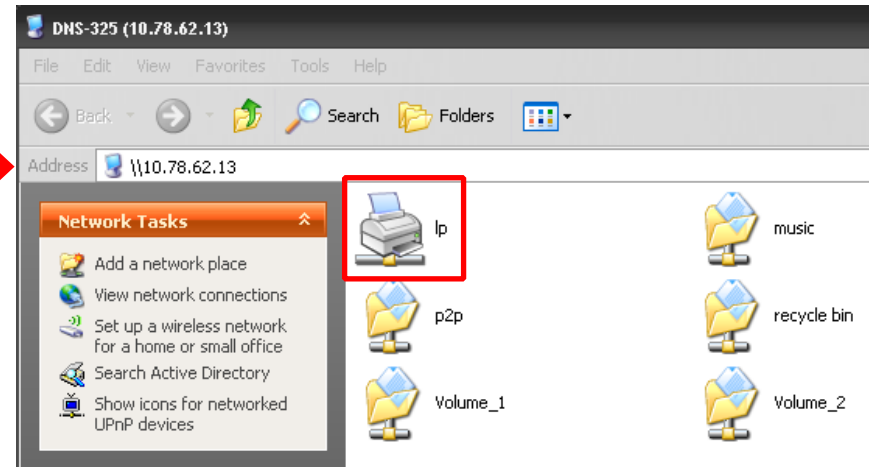 DNS-325 (10.78.62.13)
File Edit View Favorites Tools Help
Back Search Folders
Address \\10.78.62.13
Network Tasks
Add a network place
View network connections
Set up a wireless network
for a home or small office
Search Active Directory
Show icons for networked
UPnP devices
lp
music
p2p
recycle bin
Volume_1
Volume_2